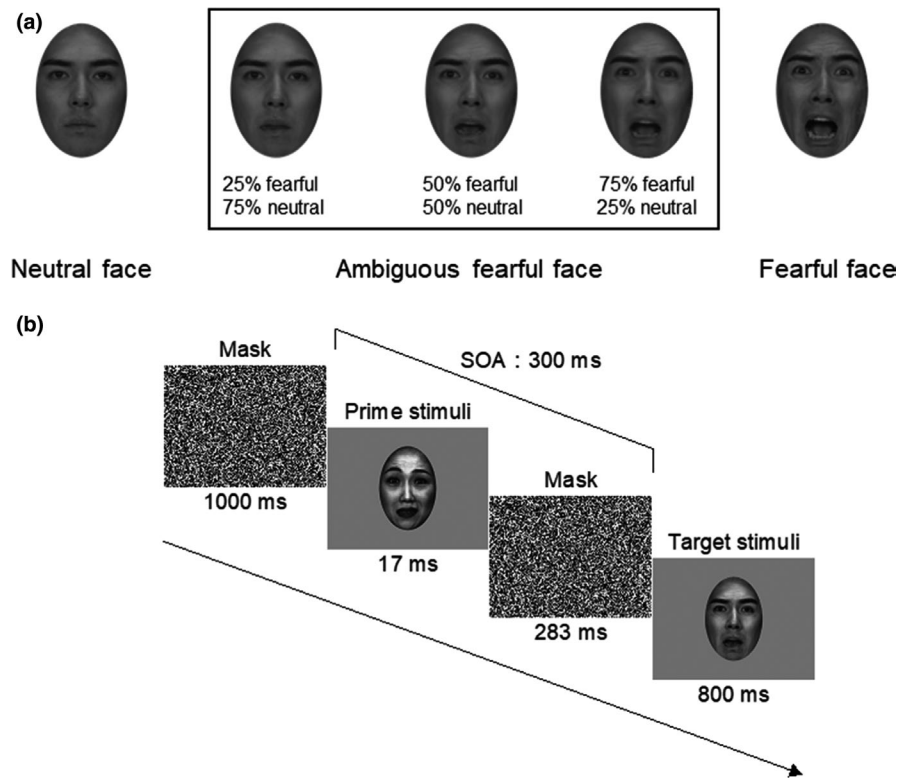 (a)
25% fearful
75% neutral
50% fearful
50% neutral
75% fearful
25% neutral
Neutral face
Ambiguous fearful face
Fearful face
(b)
Mask
SOA : 300 ms
Prime stimuli
1000 ms
Mask
17 ms
Target stimuli
283 ms
800 ms